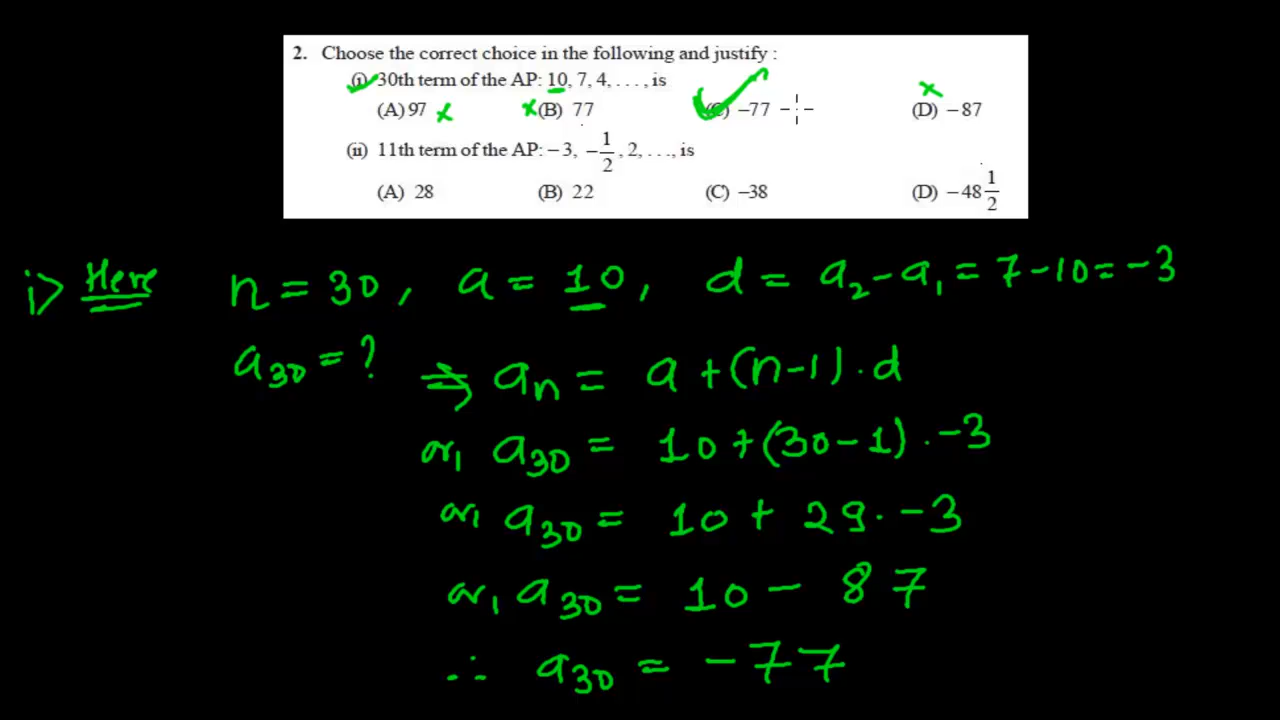 2. Choose the correct choice in the following and justify :
(i) 30th term of the AP: 10, 7, 4, . . . , is
(A) 97 (B) 77 (C) –77 (D) – 87
(ii) 11th term of the AP: – 3, –1/2, 2, . . ., is
(A) 28 (B) 22 (C) –38 (D) – 48 1/2
i> Here n = 30, a = 10, d = a₂ - a₁ = 7 - 10 = -3
a₃₀ = ? ⇒ aₙ = a + (n-1) · d
or, a₃₀ = 10 + (30 - 1) · -3
or, a₃₀ = 10 + 29 · -3
or, a₃₀ = 10 - 87
∴ a₃₀ = -77